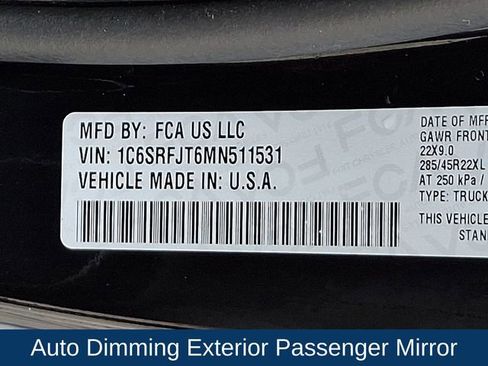 MFD BY: FCA US LLC
VIN: 1C6SRFJT6MN511531
VEHICLE MADE IN: U.S.A.
DATE OF MFR
GAWR FRONT
22X9.0
285/45R22XL
AT 250 kPa /
TYPE: TRUCK
THIS VEHICLE
STAN
Auto Dimming Exterior Passenger Mirror